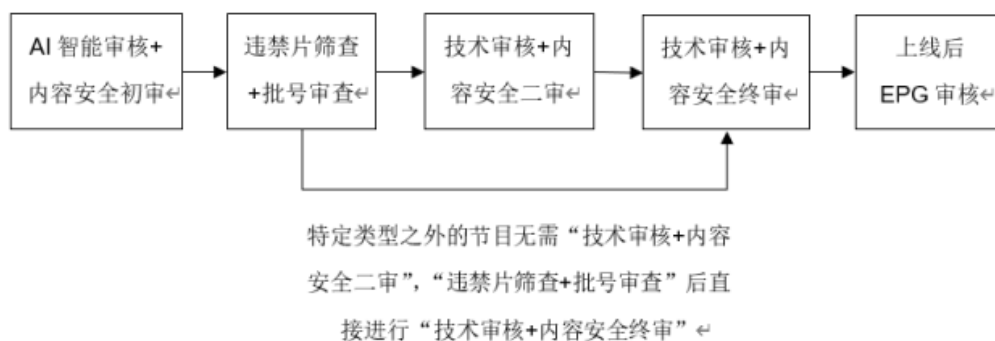 AI 智能审核+
内容安全初审↵
违禁片筛查
+批号审查↵
技术审核+内
容安全二审↵
技术审核+内
容安全终审↵
上线后
EPG 审核↵
特定类型之外的节目无需“技术审核+内容
安全二审”，“违禁片筛查+批号审查”后直
接进行“技术审核+内容安全终审”↵